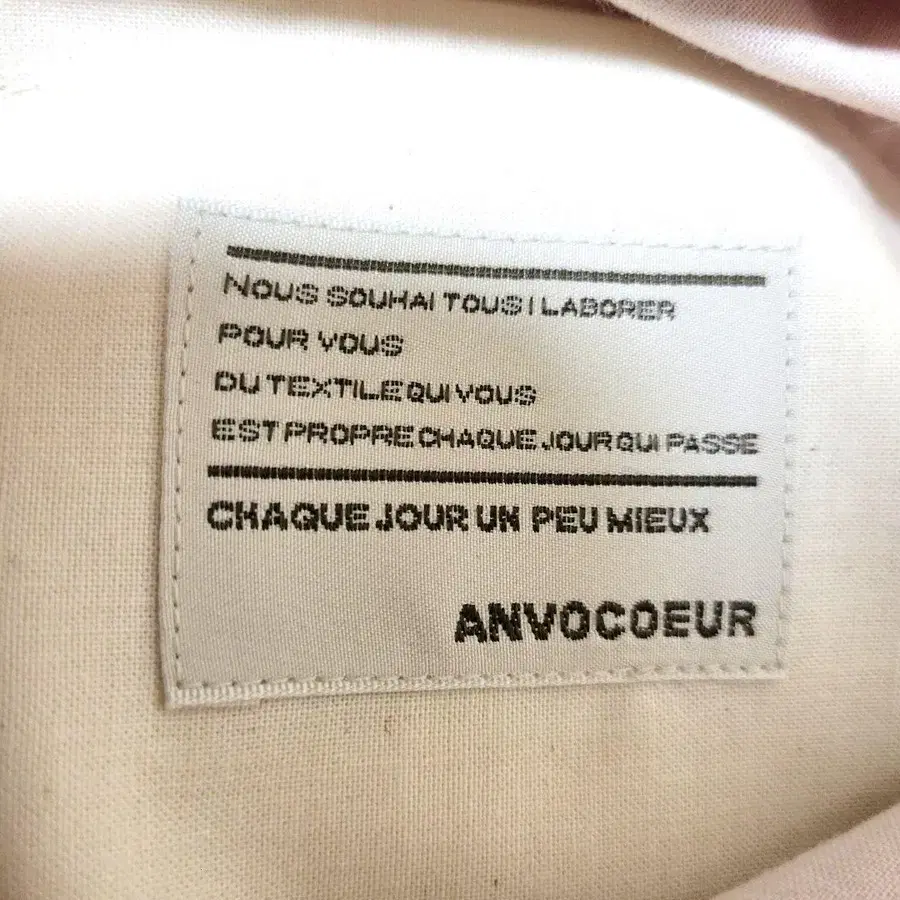 NOUS SOUHAI TOUS I LABORER
POUR VOUS
DU TEXTILE QUI VOUS
EST PROPRE CHAQUE JOUR QUI PASSE
CHAQUE JOUR UN PEU MIEUX
ANVOCOEUR